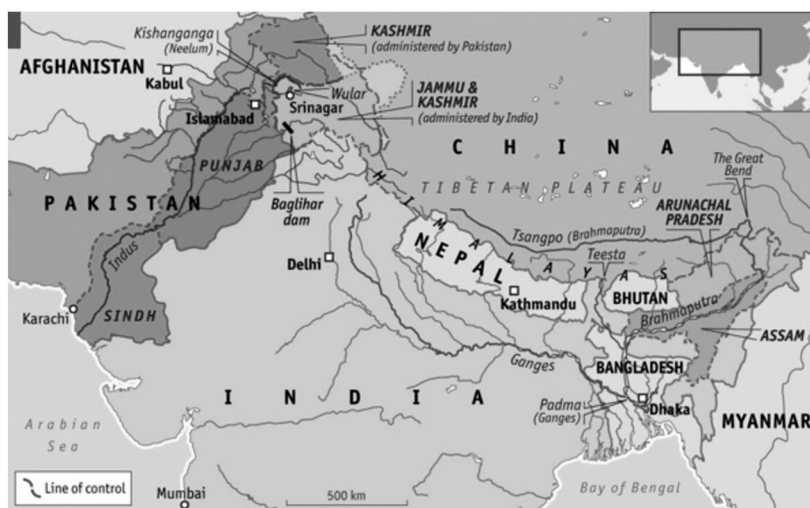 Kishanganga
(Neelum)
KASHMIR
(administered by Pakistan)
AFGHANISTAN
Kabul
Wular
Srinagar
JAMMU &
KASHMIR
(administered by India)
Islamabad
C H I N A
TIBETAN PLATEAU
The Great
Bend
PUNJAB
PAKISTAN
Baglihar
dam
HIMALAYAS
ARUNACHAL
PRADESH
Tsangpo (Brahmaputra)
Indus
Delhi
NEPAL
Teesta
Kathmandu
BHUTAN
Brahmaputra
Karachi
SINDH
ASSAM
Ganges
BANGLADESH
I N D I A
Padma
(Ganges)
Dhaka
MYANMAR
Arabian
Sea
Line of control
Mumbai
500 km
Bay of Bengal